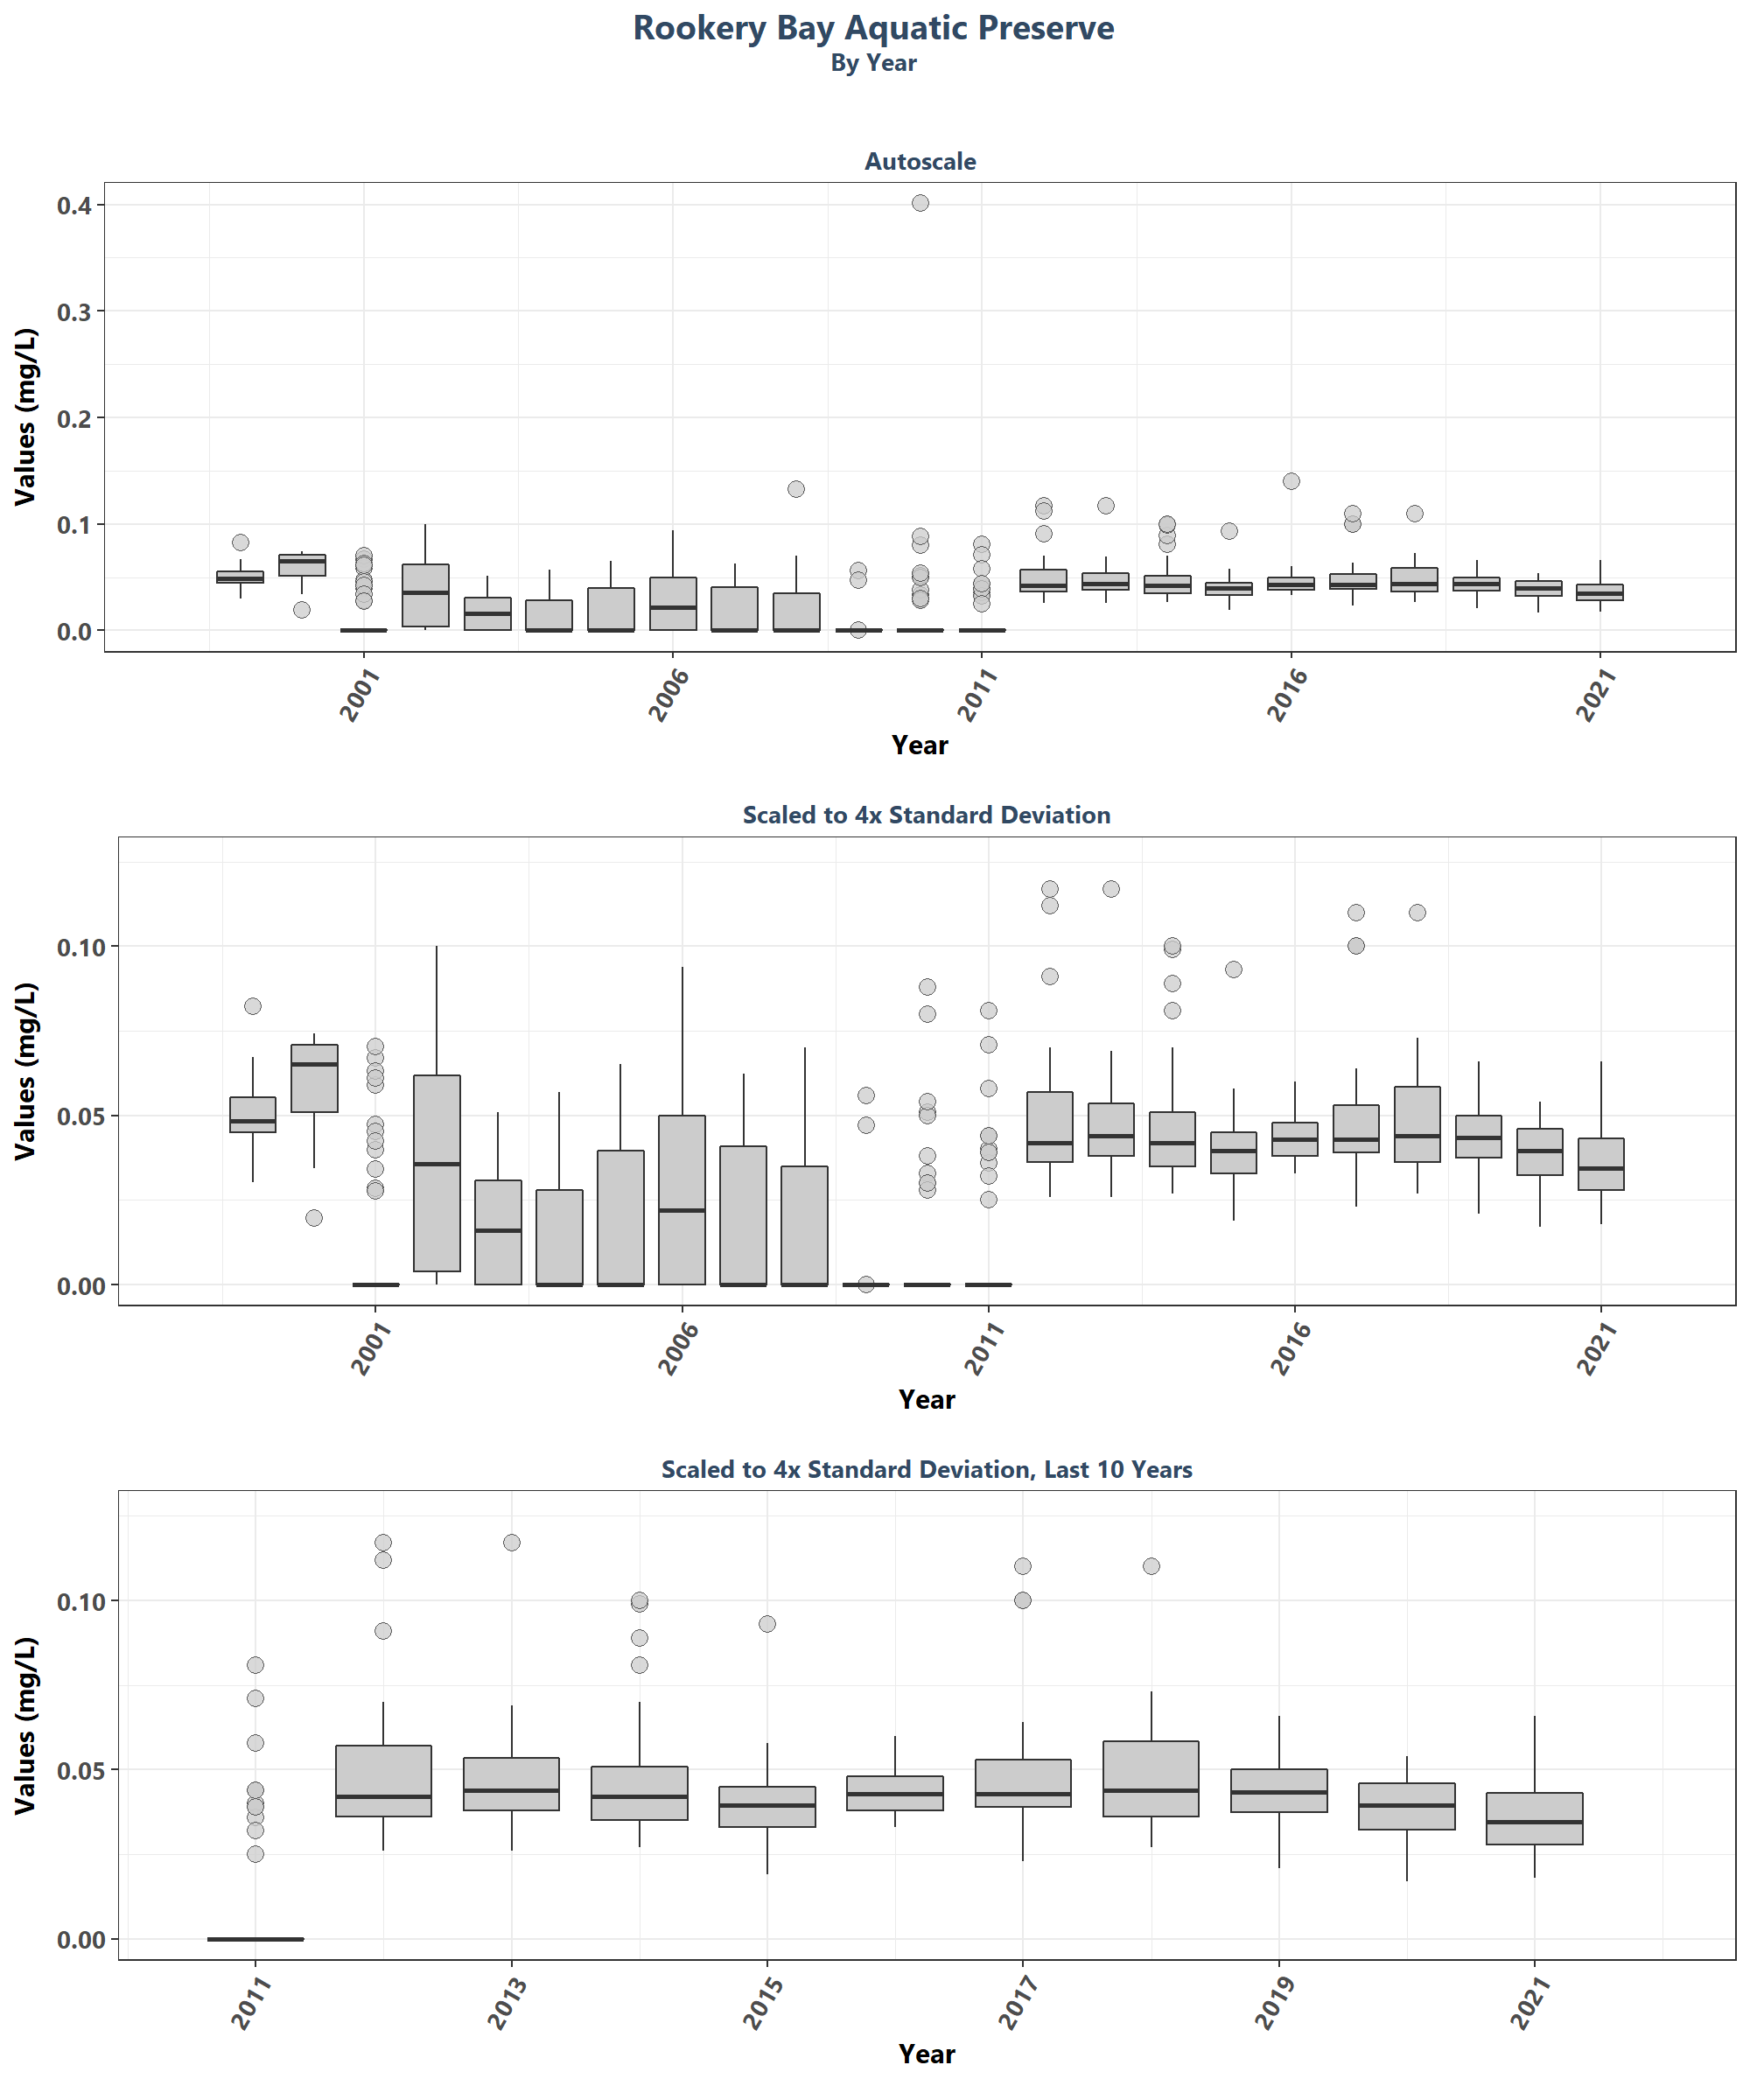 Rookery Bay Aquatic Preserve
By Year
Autoscale
Values (mg/L)
0.4
0.3
0.2
0.1
0.0
2001 2006 2011 2016 2021
Year
Scaled to 4x Standard Deviation
Values (mg/L)
0.10
0.05
0.00
2001 2006 2011 2016 2021
Year
Scaled to 4x Standard Deviation, Last 10 Years
Values (mg/L)
0.10
0.05
0.00
2011 2013 2015 2017 2019 2021
Year